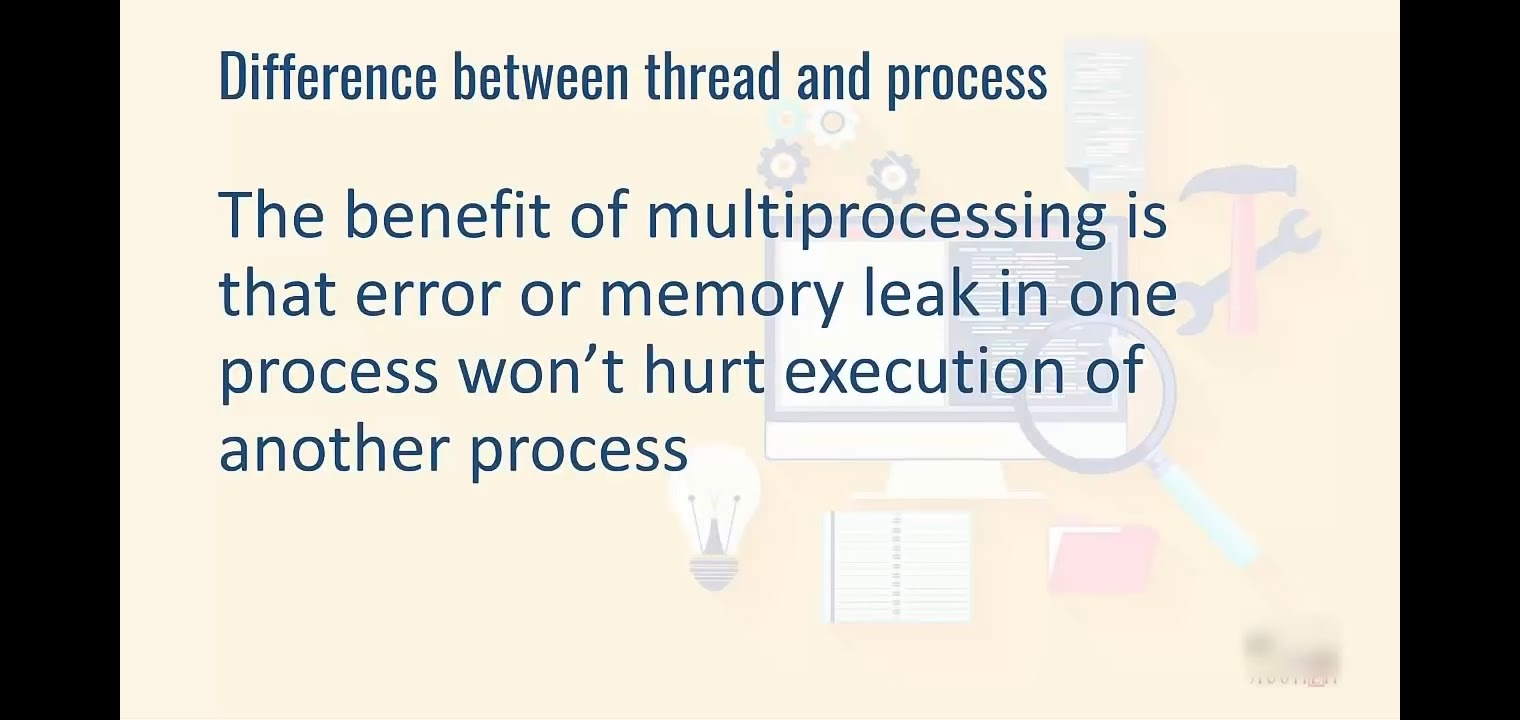 Difference between thread and process
The benefit of multiprocessing is
that error or memory leak in one
process won’t hurt execution of
another process